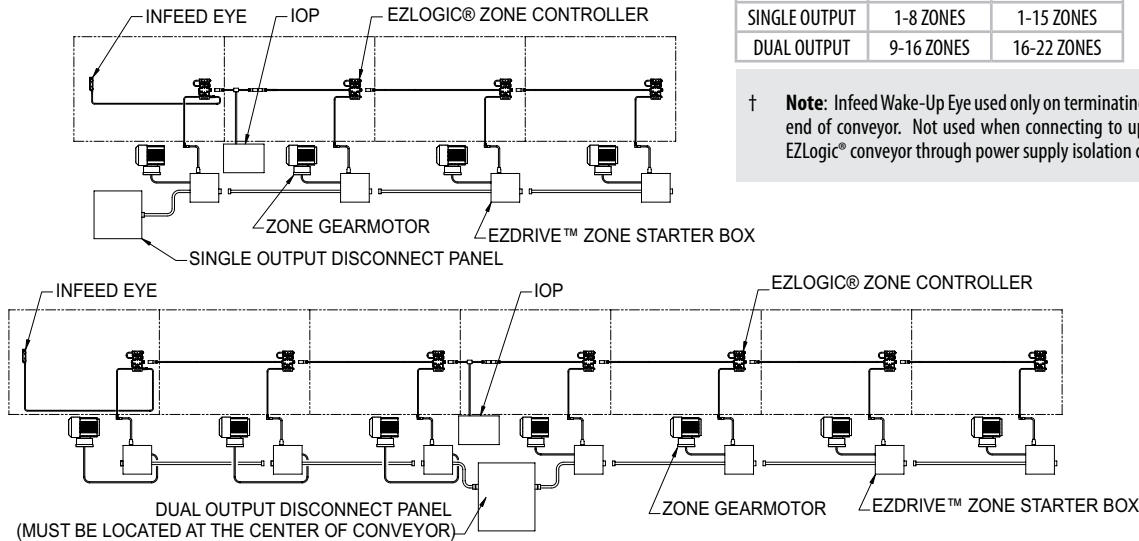 INFEED EYE
IOP
EZLOGIC® ZONE CONTROLLER
ZONE GEARMOTOR
EZDRIVE™ ZONE STARTER BOX
SINGLE OUTPUT DISCONNECT PANEL
SINGLE OUTPUT 1-8 ZONES 1-15 ZONES
DUAL OUTPUT 9-16 ZONES 16-22 ZONES
† Note: Infeed Wake-Up Eye used only on terminating
end of conveyor. Not used when connecting to
EZLogic® conveyor through power supply isolation
INFEED EYE
IOP
EZLOGIC® ZONE CONTROLLER
DUAL OUTPUT DISCONNECT PANEL
(MUST BE LOCATED AT THE CENTER OF CONVEYOR)
ZONE GEARMOTOR
EZDRIVE™ ZONE STARTER BOX